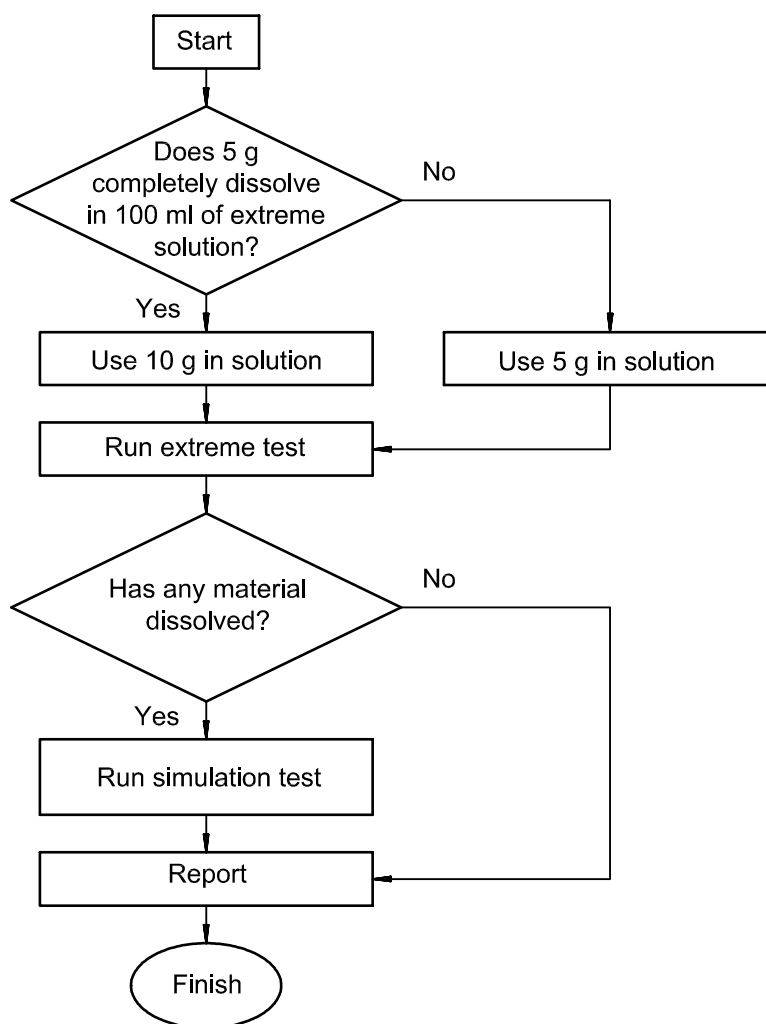 Start
Does 5 g
completely dissolve
in 100 ml of extreme
solution?
No
Yes
Use 10 g in solution
Use 5 g in solution
Run extreme test
Has any material
dissolved?
No
Yes
Run simulation test
Report
Finish